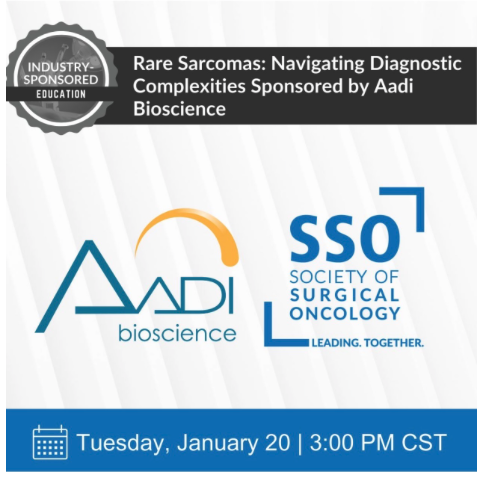 INDUSTRY-
SPONSORED
EDUCATION
Rare Sarcomas: Navigating Diagnostic
Complexities Sponsored by Aadi
Bioscience
AADI
bioscience
SSO
SOCIETY OF
SURGICAL
ONCOLOGY
LEADING. TOGETHER.
Tuesday, January 20 | 3:00 PM CST